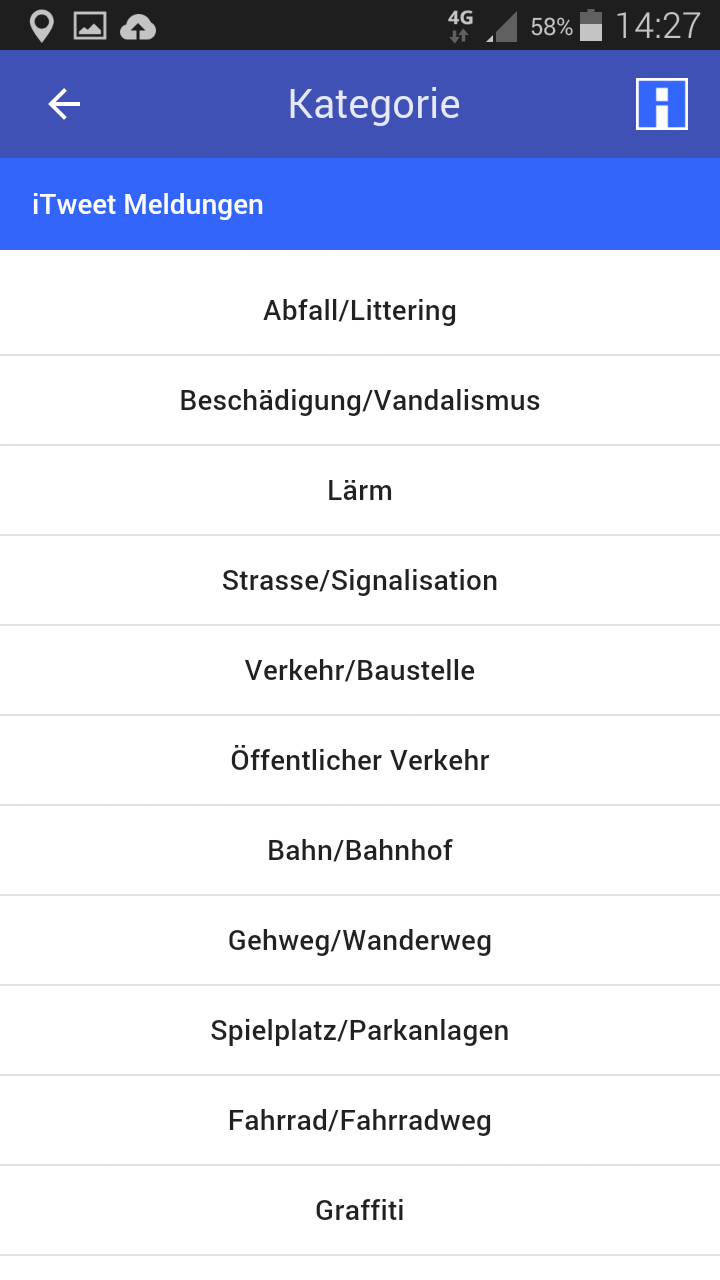 4G 58% 14:27
Kategorie
iTweet Meldungen
Abfall/Littering
Beschädigung/Vandalismus
Lärm
Strasse/Signalisation
Verkehr/Baustelle
Öffentlicher Verkehr
Bahn/Bahnhof
Gehweg/Wanderweg
Spielplatz/Parkanlagen
Fahrrad/Fahrradweg
Graffiti